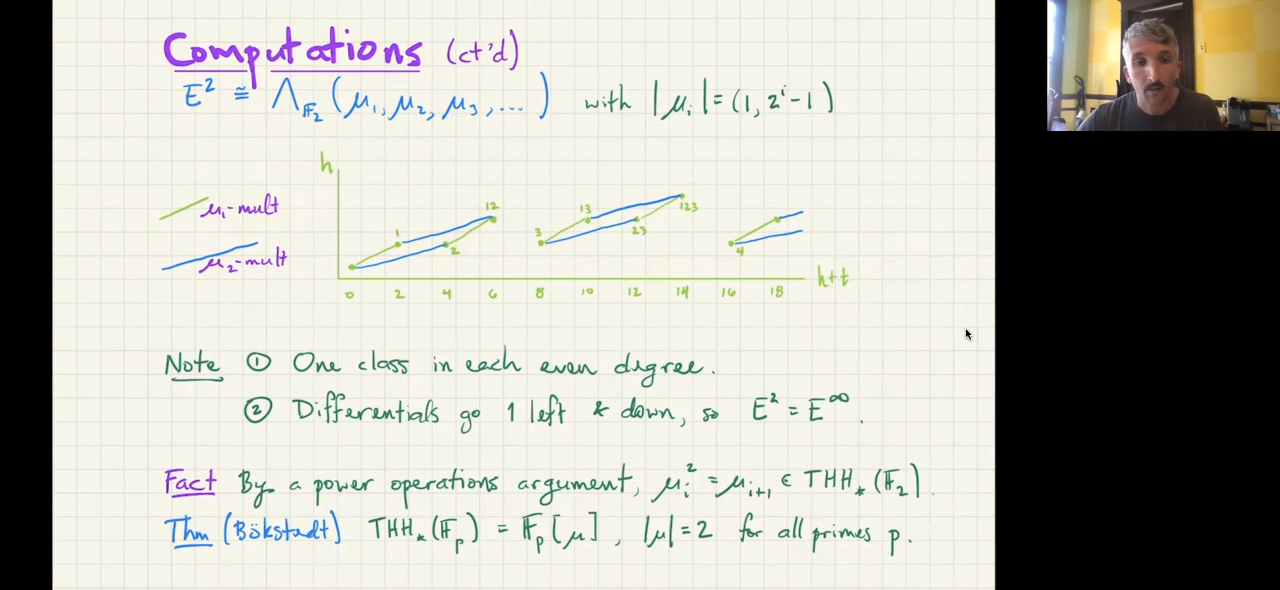 Computations (ct'd)
E² ≅ Λ_{𝔽₂}(μ₁, μ₂, μ₃, ...) with |μᵢ| = (1, 2ⁱ-1)
h
μ₁-mult
μ₂-mult
1 2 12 3 13 23 123 4
0 2 4 6 8 10 12 14 16 18 h+t
Note ① One class in each even degree.
② Differentials go 1 left & down, so E² = E^∞.
Fact By a power operations argument, μᵢ² = μᵢ₊₁ ∈ THH_*(𝔽₂).
Thm (Bökstedt) THH_*(𝔽_p) = 𝔽_p[μ], |μ|=2 for all primes p.